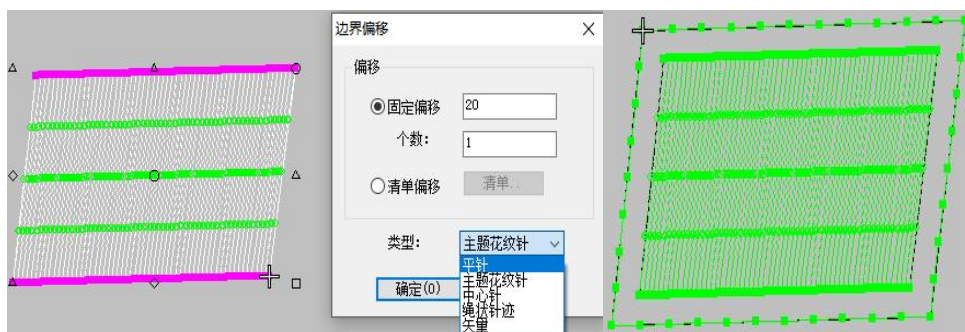 边界偏移
偏移
固定偏移 20
个数: 1
清单偏移 清单..
类型: 主题花纹针
平针
主题花纹针
中心针
绳状针迹
矢量
确定(O)